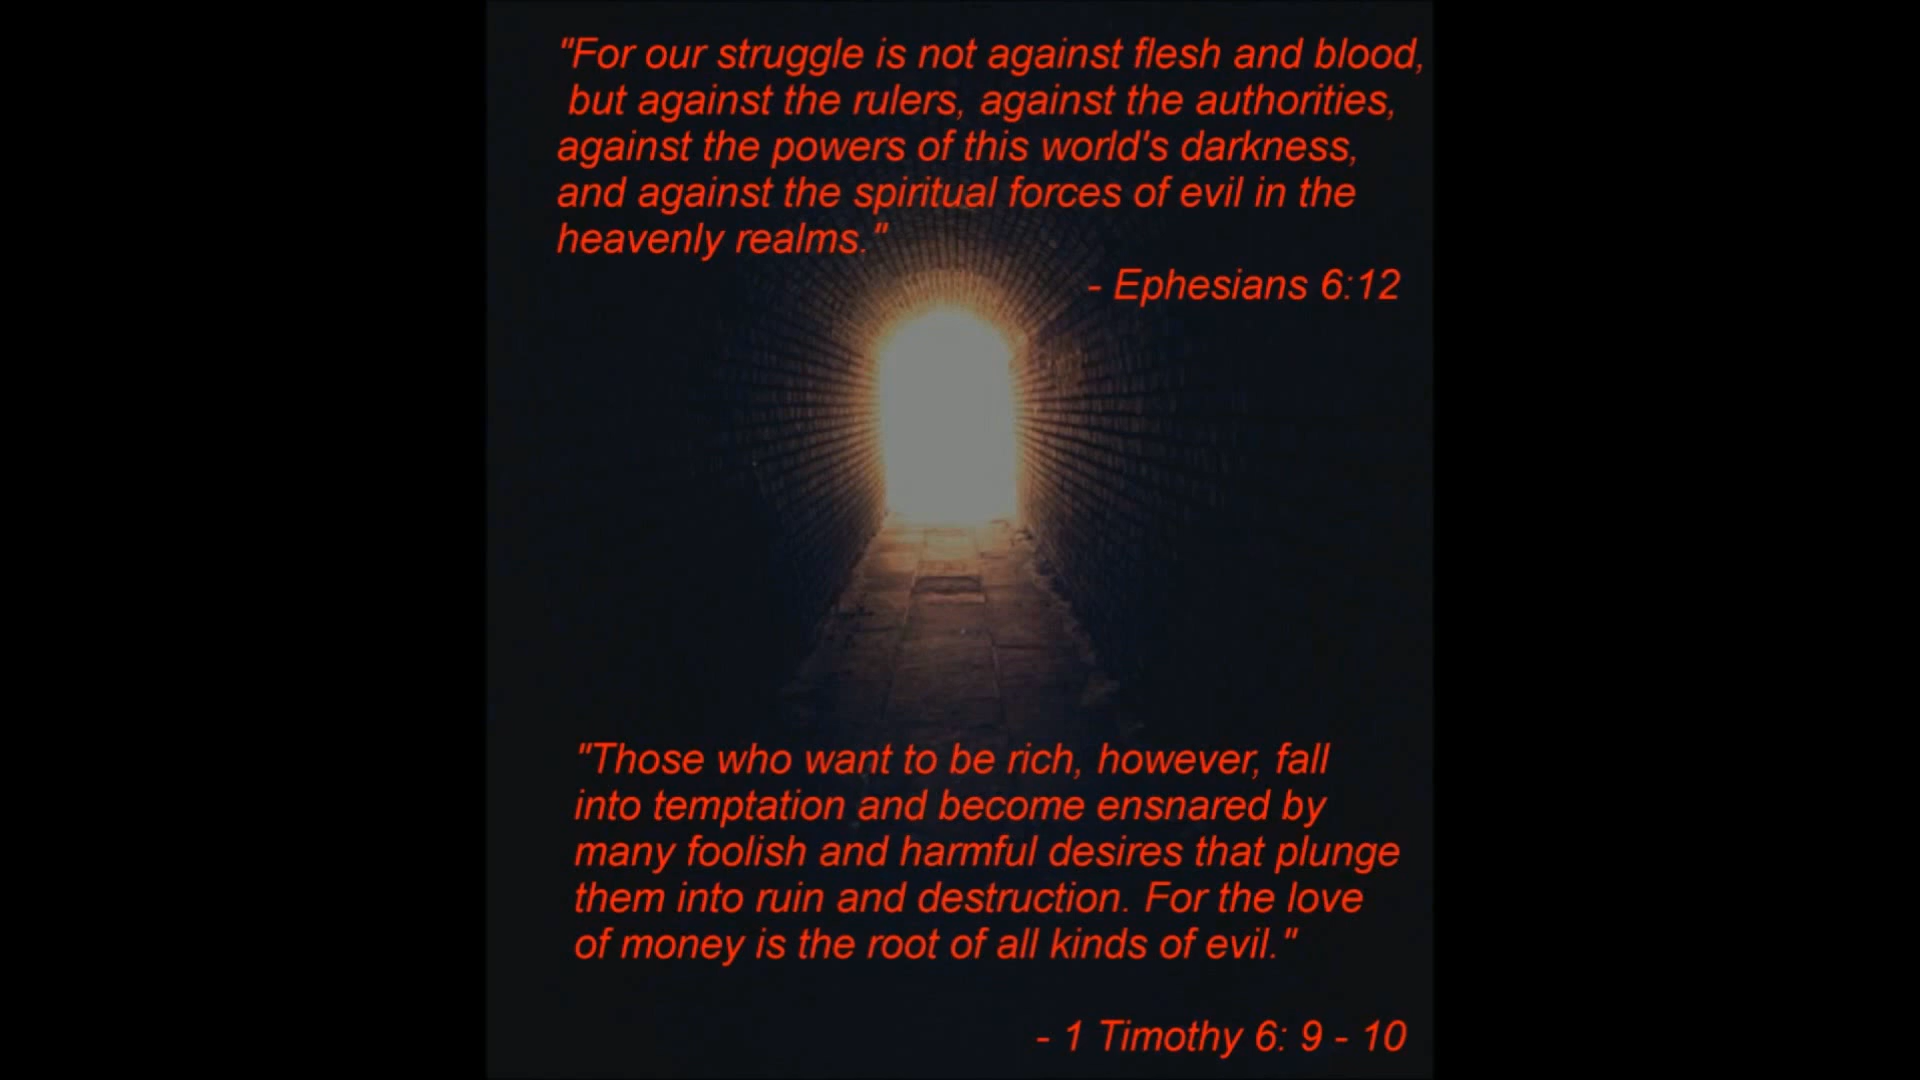 "For our struggle is not against flesh and blood,
but against the rulers, against the authorities,
against the powers of this world's darkness,
and against the spiritual forces of evil in the
heavenly realms."
- Ephesians 6:12
"Those who want to be rich, however, fall
into temptation and become ensnared by
many foolish and harmful desires that plunge
them into ruin and destruction. For the love
of money is the root of all kinds of evil."
- 1 Timothy 6: 9 - 10